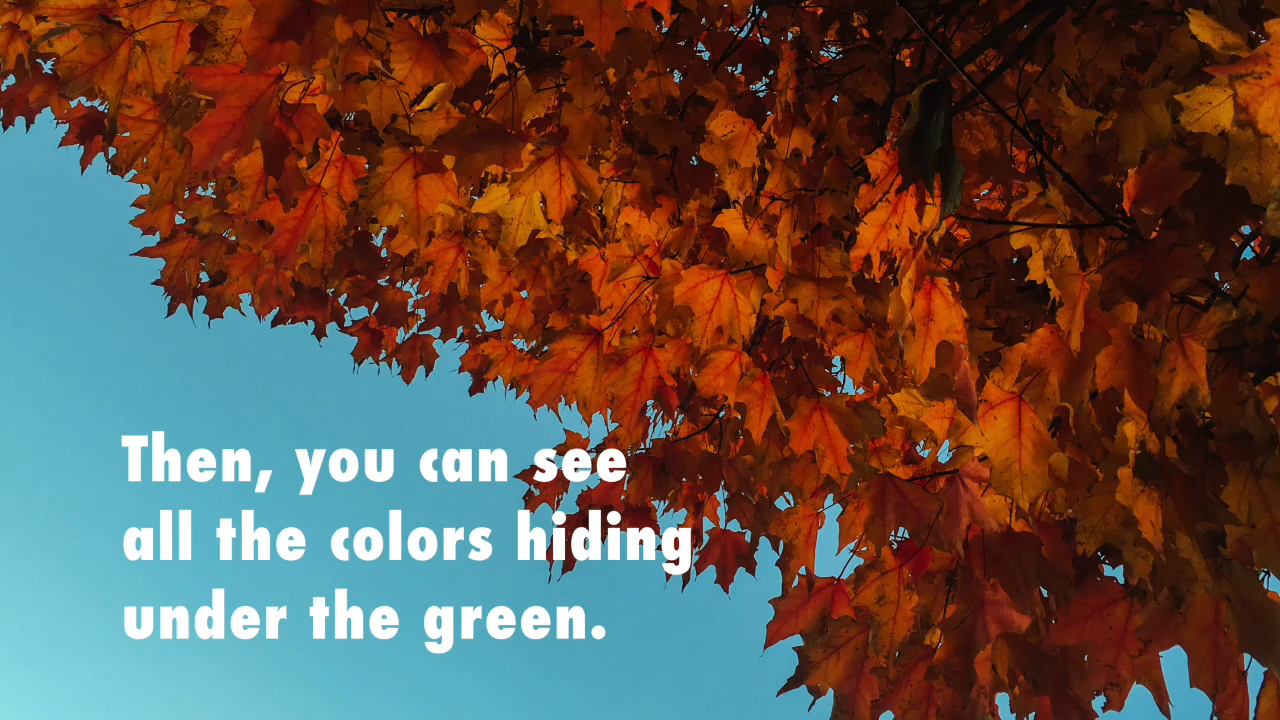 Then, you can see
all the colors hiding
under the green.